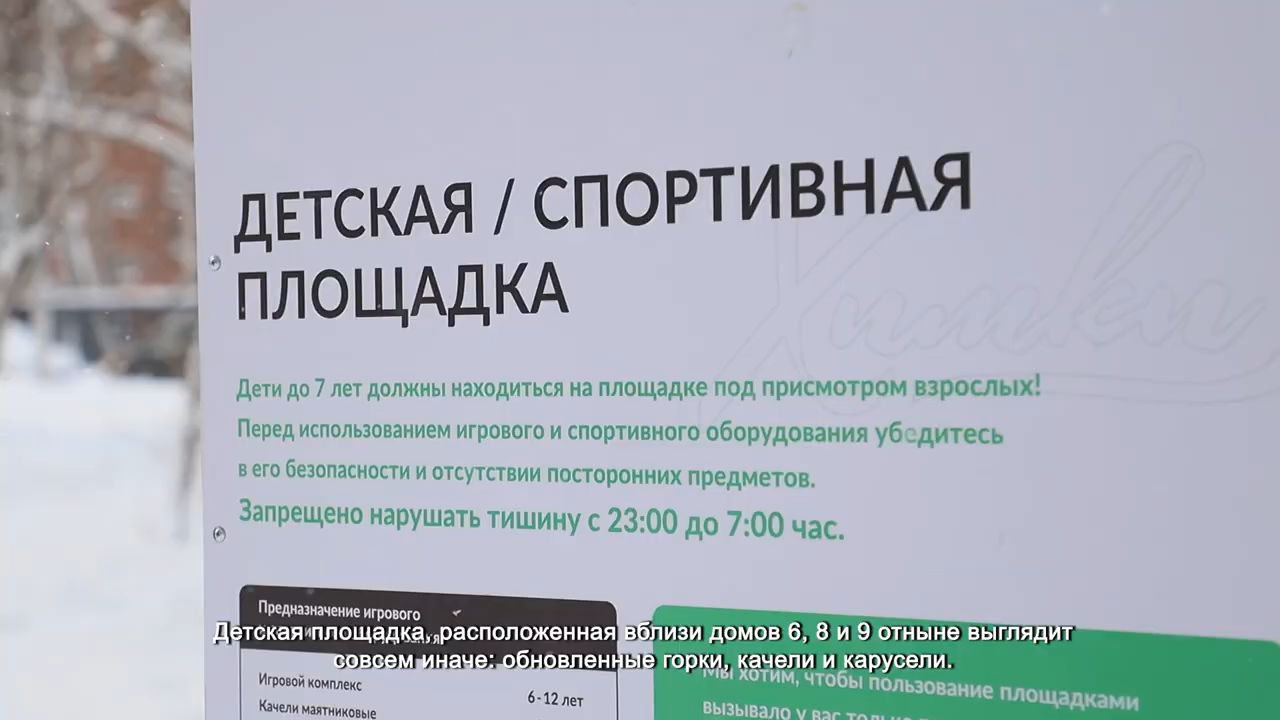 ДЕТСКАЯ / СПОРТИВНАЯ
ПЛОЩАДКА
Химки
Дети до 7 лет должны находиться на площадке под присмотром взрослых!
Перед использованием игрового и спортивного оборудования убедитесь
в его безопасности и отсутствии посторонних предметов.
Запрещено нарушать тишину с 23:00 до 7:00 час.
Предназначение игрового
Детская площадка, расположенная вблизи домов 6, 8 и 9 отныне выглядит
совсем иначе: обновленные горки, качели и карусели.
Игровой комплекс
6-12 лет
Качели маятниковые
Мы хотим, чтобы пользование площадками
вызывало у вас только